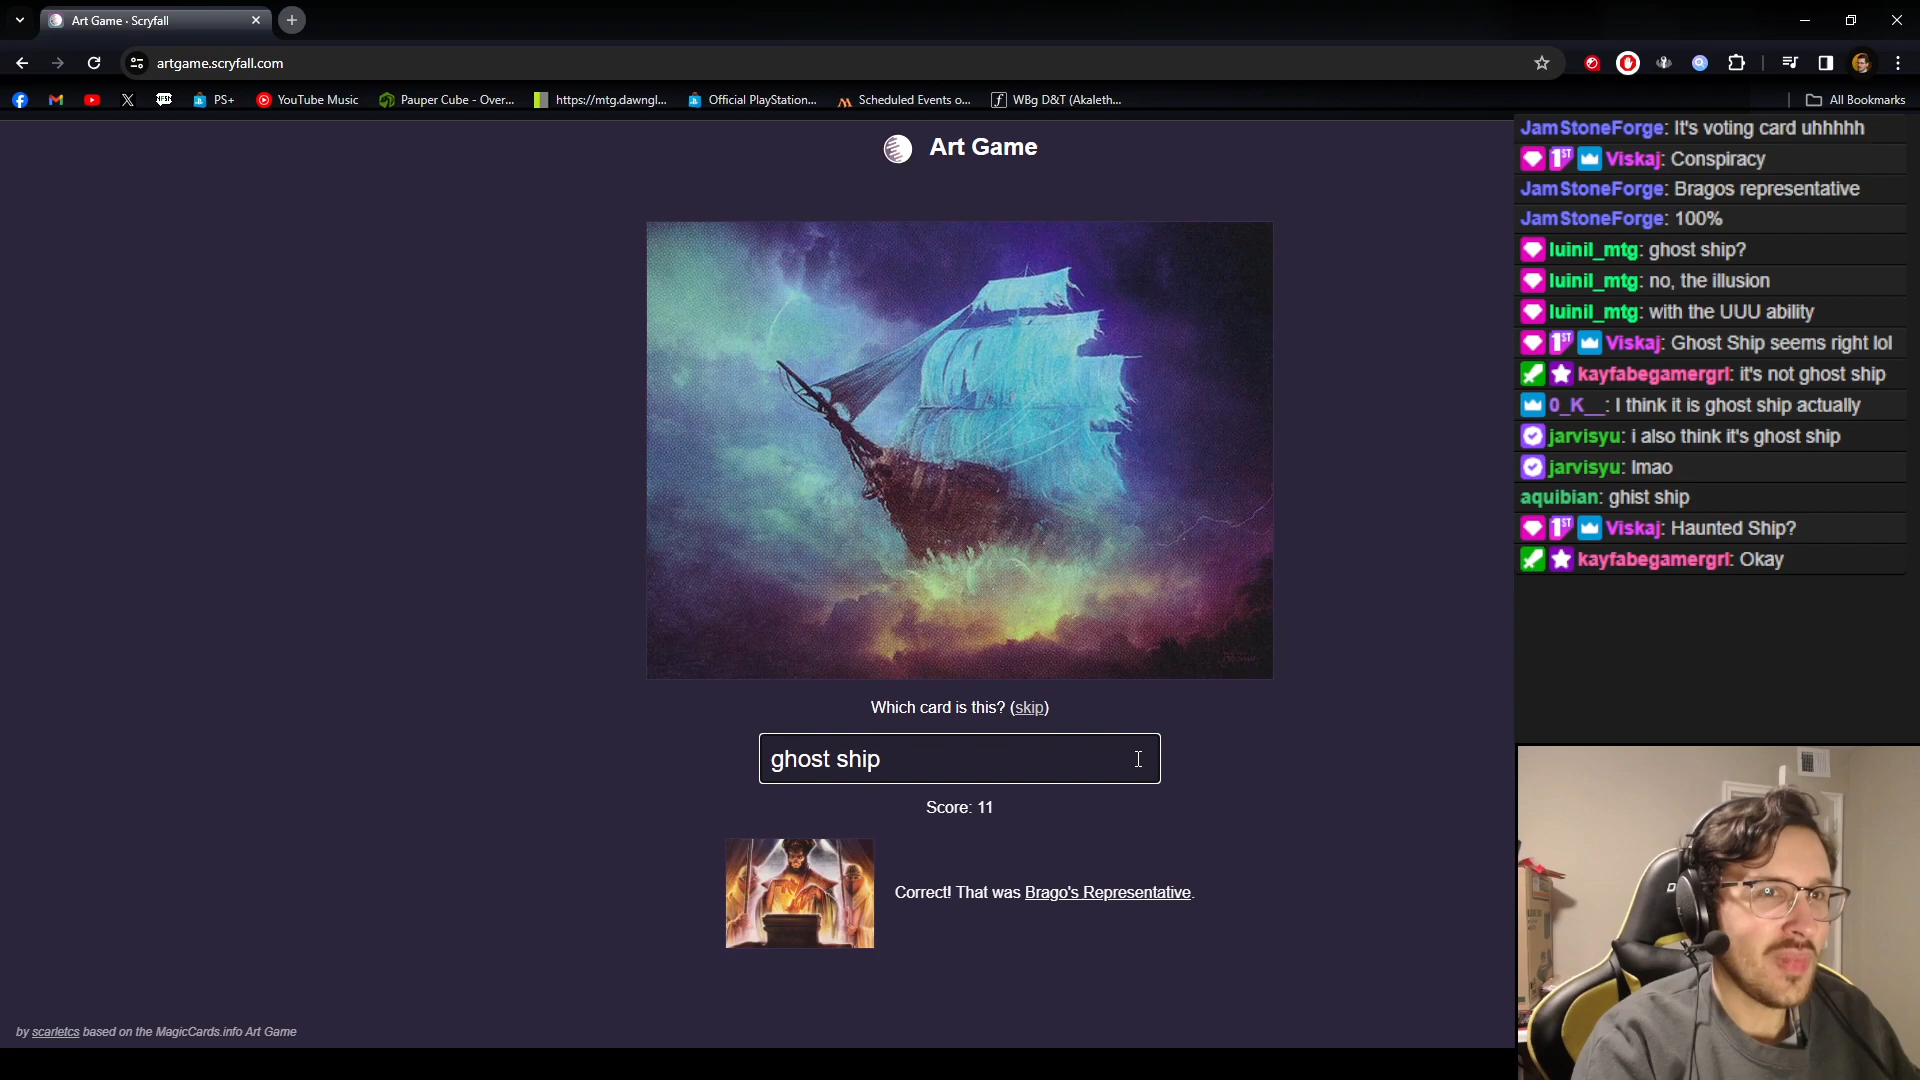 Art Game · Scryfall
artgame.scryfall.com
PS+
YouTube Music
Pauper Cube - Over...
https://mtg.dawngl...
Official PlayStation...
Scheduled Events o...
WBg D&T (Akaleth...
All Bookmarks
Art Game
Which card is this? (skip)
ghost ship
Score: 11
Correct! That was Brago's Representative.
by scarletcs based on the MagicCards.info Art Game
JamStoneForge: It's voting card uhhhhh
1ST Viskaj: Conspiracy
JamStoneForge: Bragos representative
JamStoneForge: 100%
luinil_mtg: ghost ship?
luinil_mtg: no, the illusion
luinil_mtg: with the UUU ability
1ST Viskaj: Ghost Ship seems right lol
kayfabegamergrl: it's not ghost ship
0_K__: I think it is ghost ship actually
jarvisyu: i also think it's ghost ship
jarvisyu: lmao
aquibian: ghist ship
1ST Viskaj: Haunted Ship?
kayfabegamergrl: Okay